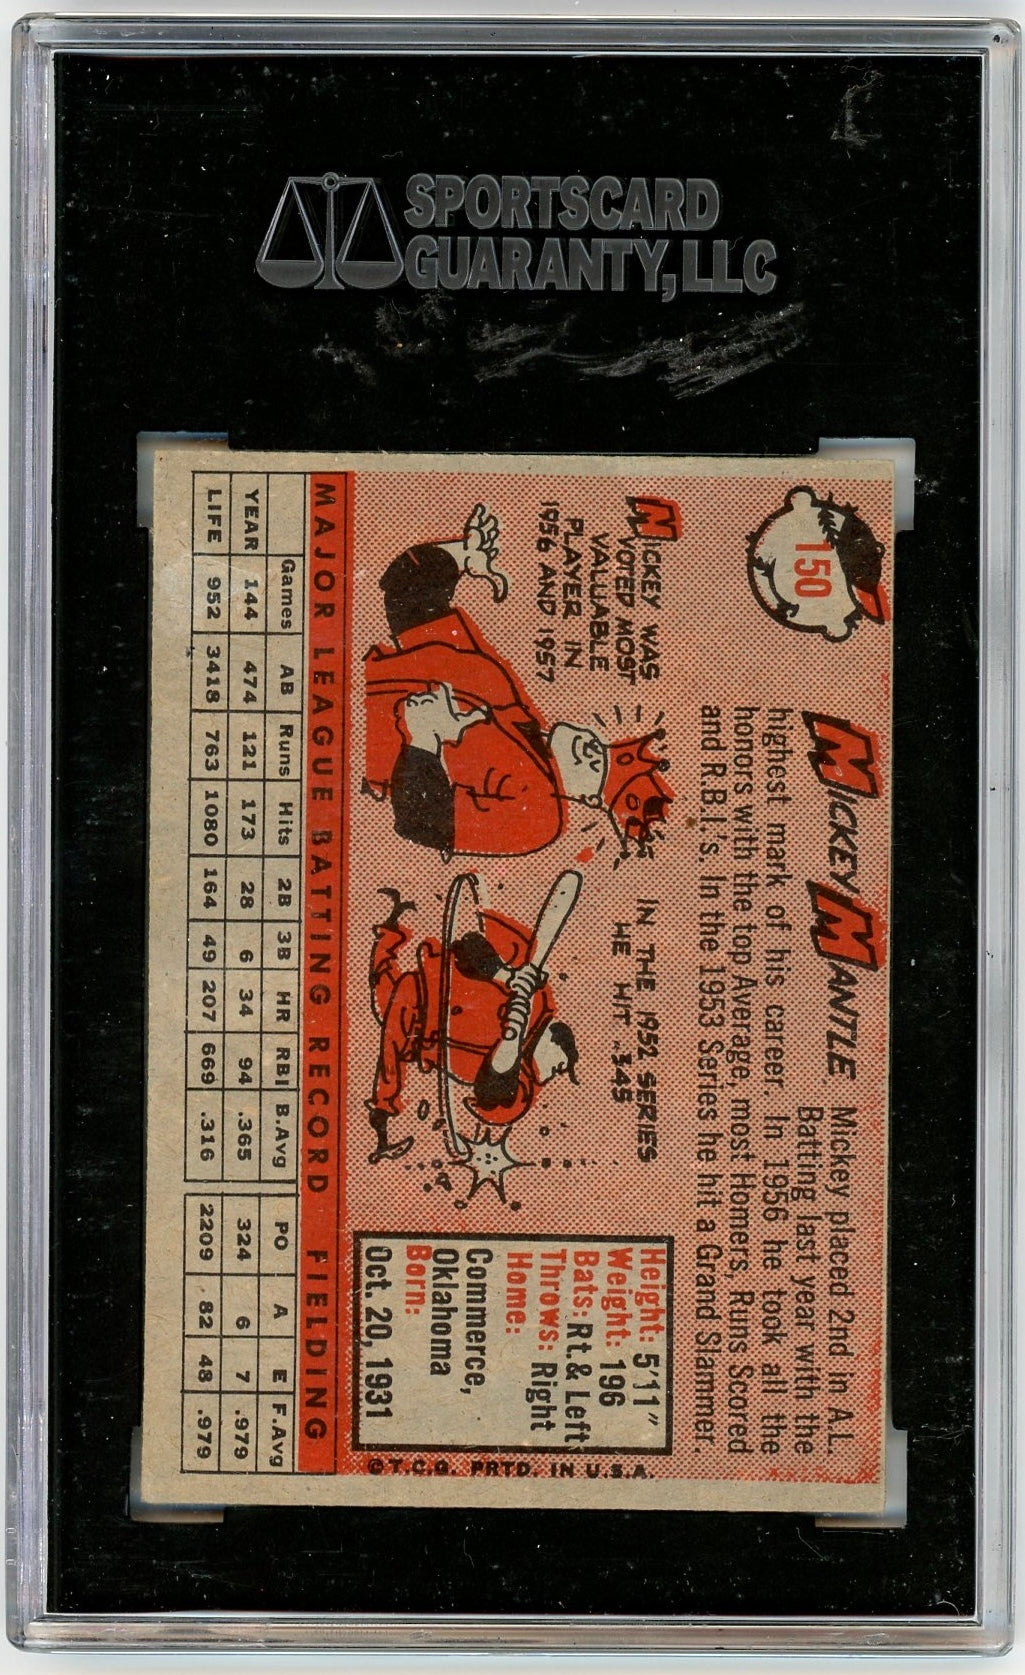 SPORTSCARD
GUARANTY, LLC
150
MICKEY MANTLE
Mickey placed 2nd in A.L.
Batting last year with the
highest mark of his career. In 1956 he took all the
honors with the top Average, most Homers, Runs Scored
and R.B.I.'s. In the 1953 Series he hit a Grand Slammer.
MICKEY WAS
VOTED MOST
VALUABLE
PLAYER IN
1956 AND 1957
IN THE 1952 SERIES
HE HIT .345
Height: 5'11"
Weight: 196
Bats: Rt. & Left
Throws: Right
Home:
Commerce,
Oklahoma
Born:
Oct. 20, 1931
©T.C.G. PRTD. IN U.S.A.
MAJOR LEAGUE BATTING RECORD FIELDING
Games AB Runs Hits 2B 3B HR RBI B.Avg PO A E F.Avg
YEAR 144 474 121 173 28 6 34 94 .365 324 6 7 .979
LIFE 952 3418 763 1080 164 49 207 669 .316 2209 82 48 .979